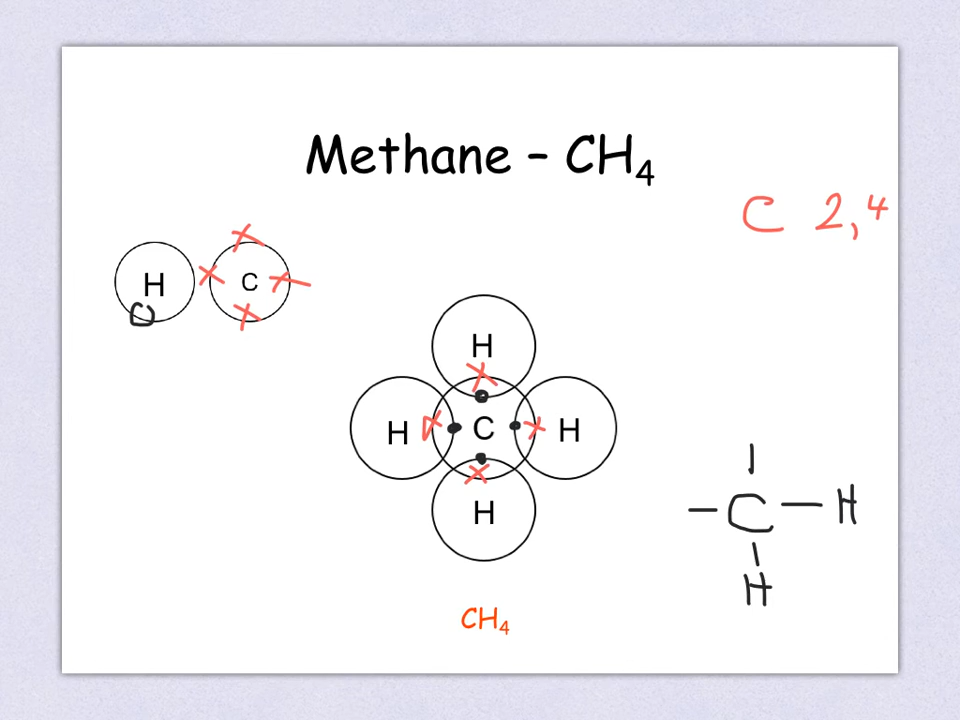 Methane – CH₄
C 2,4
H C
H
H C H
H
– C – H
H
CH₄